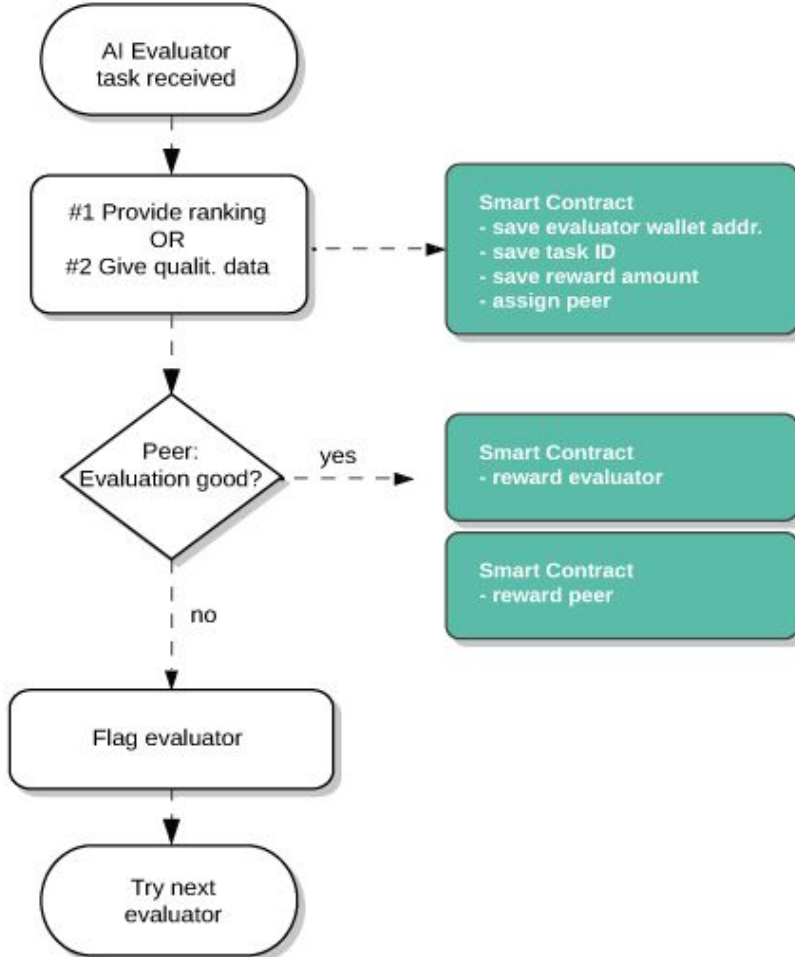 AI Evaluator
task received
#1 Provide ranking
OR
#2 Give qualit. data
Smart Contract
- save evaluator wallet addr.
- save task ID
- save reward amount
- assign peer
Peer:
Evaluation good?
yes
Smart Contract
- reward evaluator
Smart Contract
- reward peer
no
Flag evaluator
Try next
evaluator